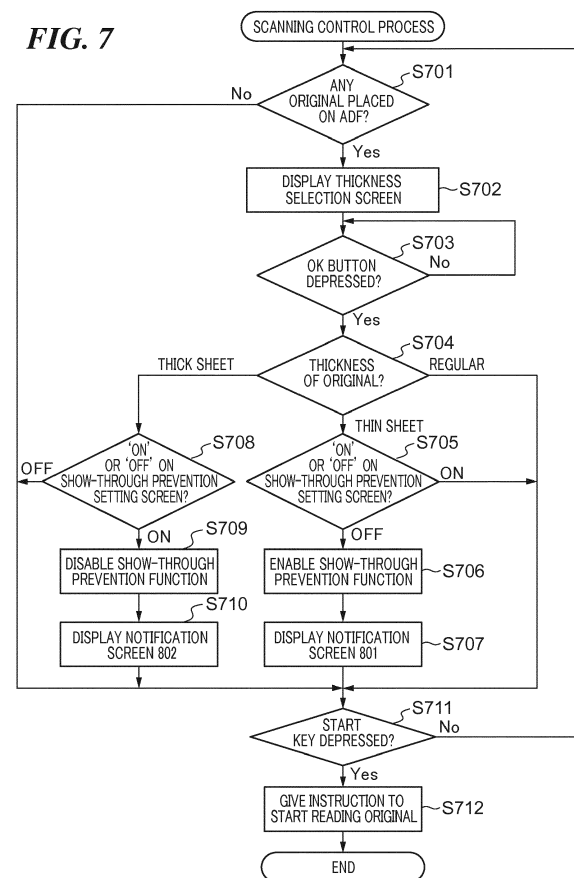 FIG. 7
SCANNING CONTROL PROCESS
S701
ANY
ORIGINAL PLACED
ON ADF?
No
Yes
DISPLAY THICKNESS
SELECTION SCREEN
S702
S703
OK BUTTON
DEPRESSED?
No
Yes
S704
THICKNESS
OF ORIGINAL?
THICK SHEET
REGULAR
THIN SHEET
S708
'ON'
OR 'OFF' ON
SHOW-THROUGH PREVENTION
SETTING SCREEN?
OFF
ON
S705
'ON'
OR 'OFF' ON
SHOW-THROUGH PREVENTION
SETTING SCREEN?
ON
OFF
S709
DISABLE SHOW-THROUGH
PREVENTION FUNCTION
ENABLE SHOW-THROUGH
PREVENTION FUNCTION
S706
S710
DISPLAY NOTIFICATION
SCREEN 802
DISPLAY NOTIFICATION
SCREEN 801
S707
S711
START
KEY DEPRESSED?
No
Yes
GIVE INSTRUCTION TO
START READING ORIGINAL
S712
END